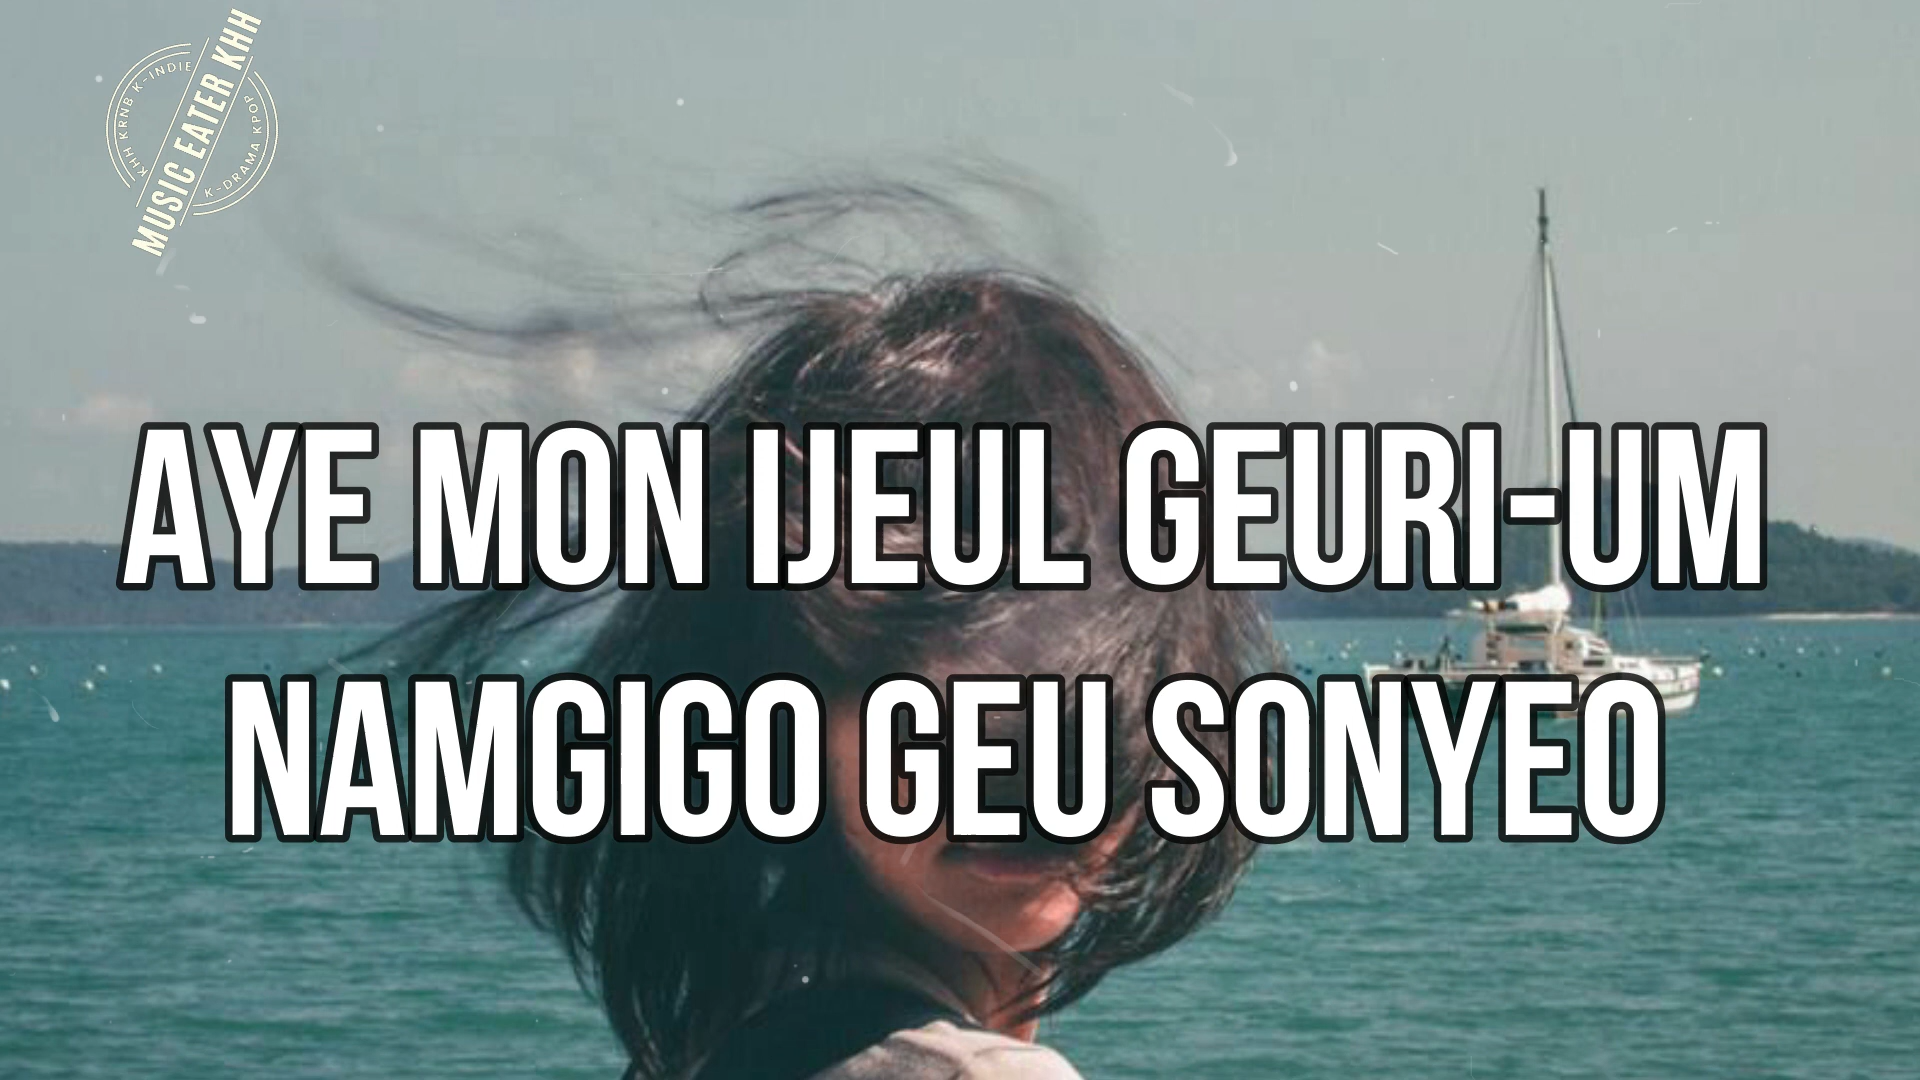 KHH KRNB K-INDIE
MUSIC EATER KHH
K-DRAMA KPOP
AYE MON IJEUL GEURI-UM
NAMGIGO GEU SONYEO